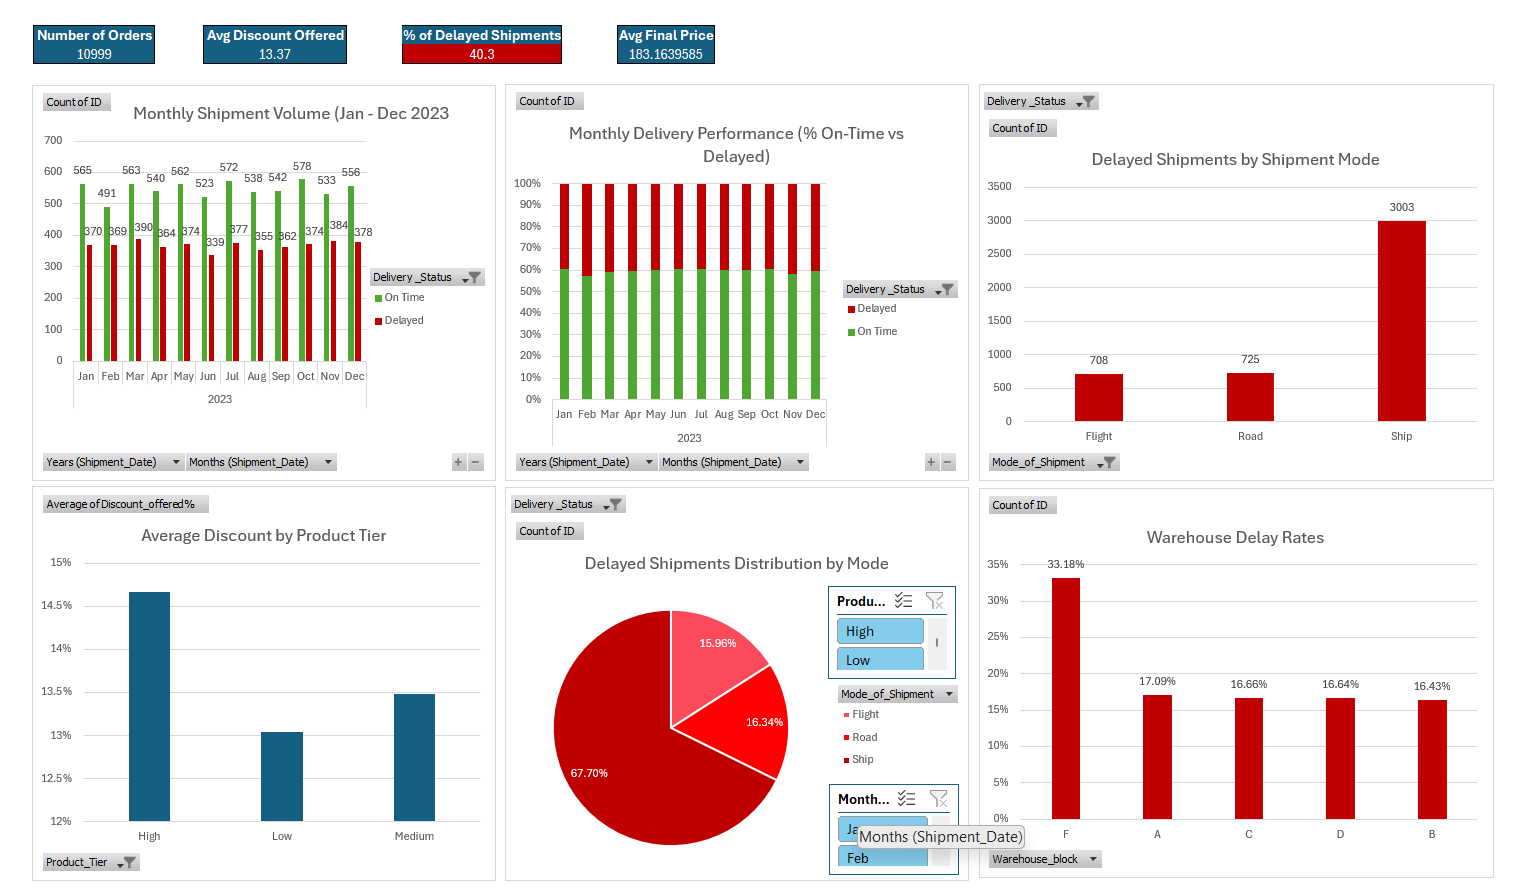 Number of Orders
10999
Avg Discount Offered
13.37
% of Delayed Shipments
40.3
Avg Final Price
183.1639585
Count of ID
Monthly Shipment Volume (Jan - Dec 2023
700
600
500
400
300
200
100
0
565
491
563
540
562
523
572
538
542
578
533
556
370
369
390
364
374
339
377
355
362
374
384
378
Jan Feb Mar Apr May Jun Jul Aug Sep Oct Nov Dec
2023
Delivery _Status
On Time
Delayed
Years (Shipment_Date)
Months (Shipment_Date)
+ −
Count of ID
Monthly Delivery Performance (% On-Time vs
Delayed)
100%
90%
80%
70%
60%
50%
40%
30%
20%
10%
0%
Jan Feb Mar Apr May Jun Jul Aug Sep Oct Nov Dec
2023
Delivery _Status
Delayed
On Time
Years (Shipment_Date)
Months (Shipment_Date)
+ −
Delivery _Status
Count of ID
Delayed Shipments by Shipment Mode
3500
3000
2500
2000
1500
1000
500
0
708
725
3003
Flight
Road
Ship
Mode_of_Shipment
Average of Discount_offered%
Average Discount by Product Tier
15%
14.5%
14%
13.5%
13%
12.5%
12%
High
Low
Medium
Product_Tier
Delivery _Status
Count of ID
Delayed Shipments Distribution by Mode
15.96%
16.34%
67.70%
Produ...
High
Low
Mode_of_Shipment
Flight
Road
Ship
Month...
Ja
Months (Shipment_Date)
Feb
Count of ID
Warehouse Delay Rates
35%
30%
25%
20%
15%
10%
5%
0%
33.18%
17.09%
16.66%
16.64%
16.43%
F
A
C
D
B
Warehouse_block